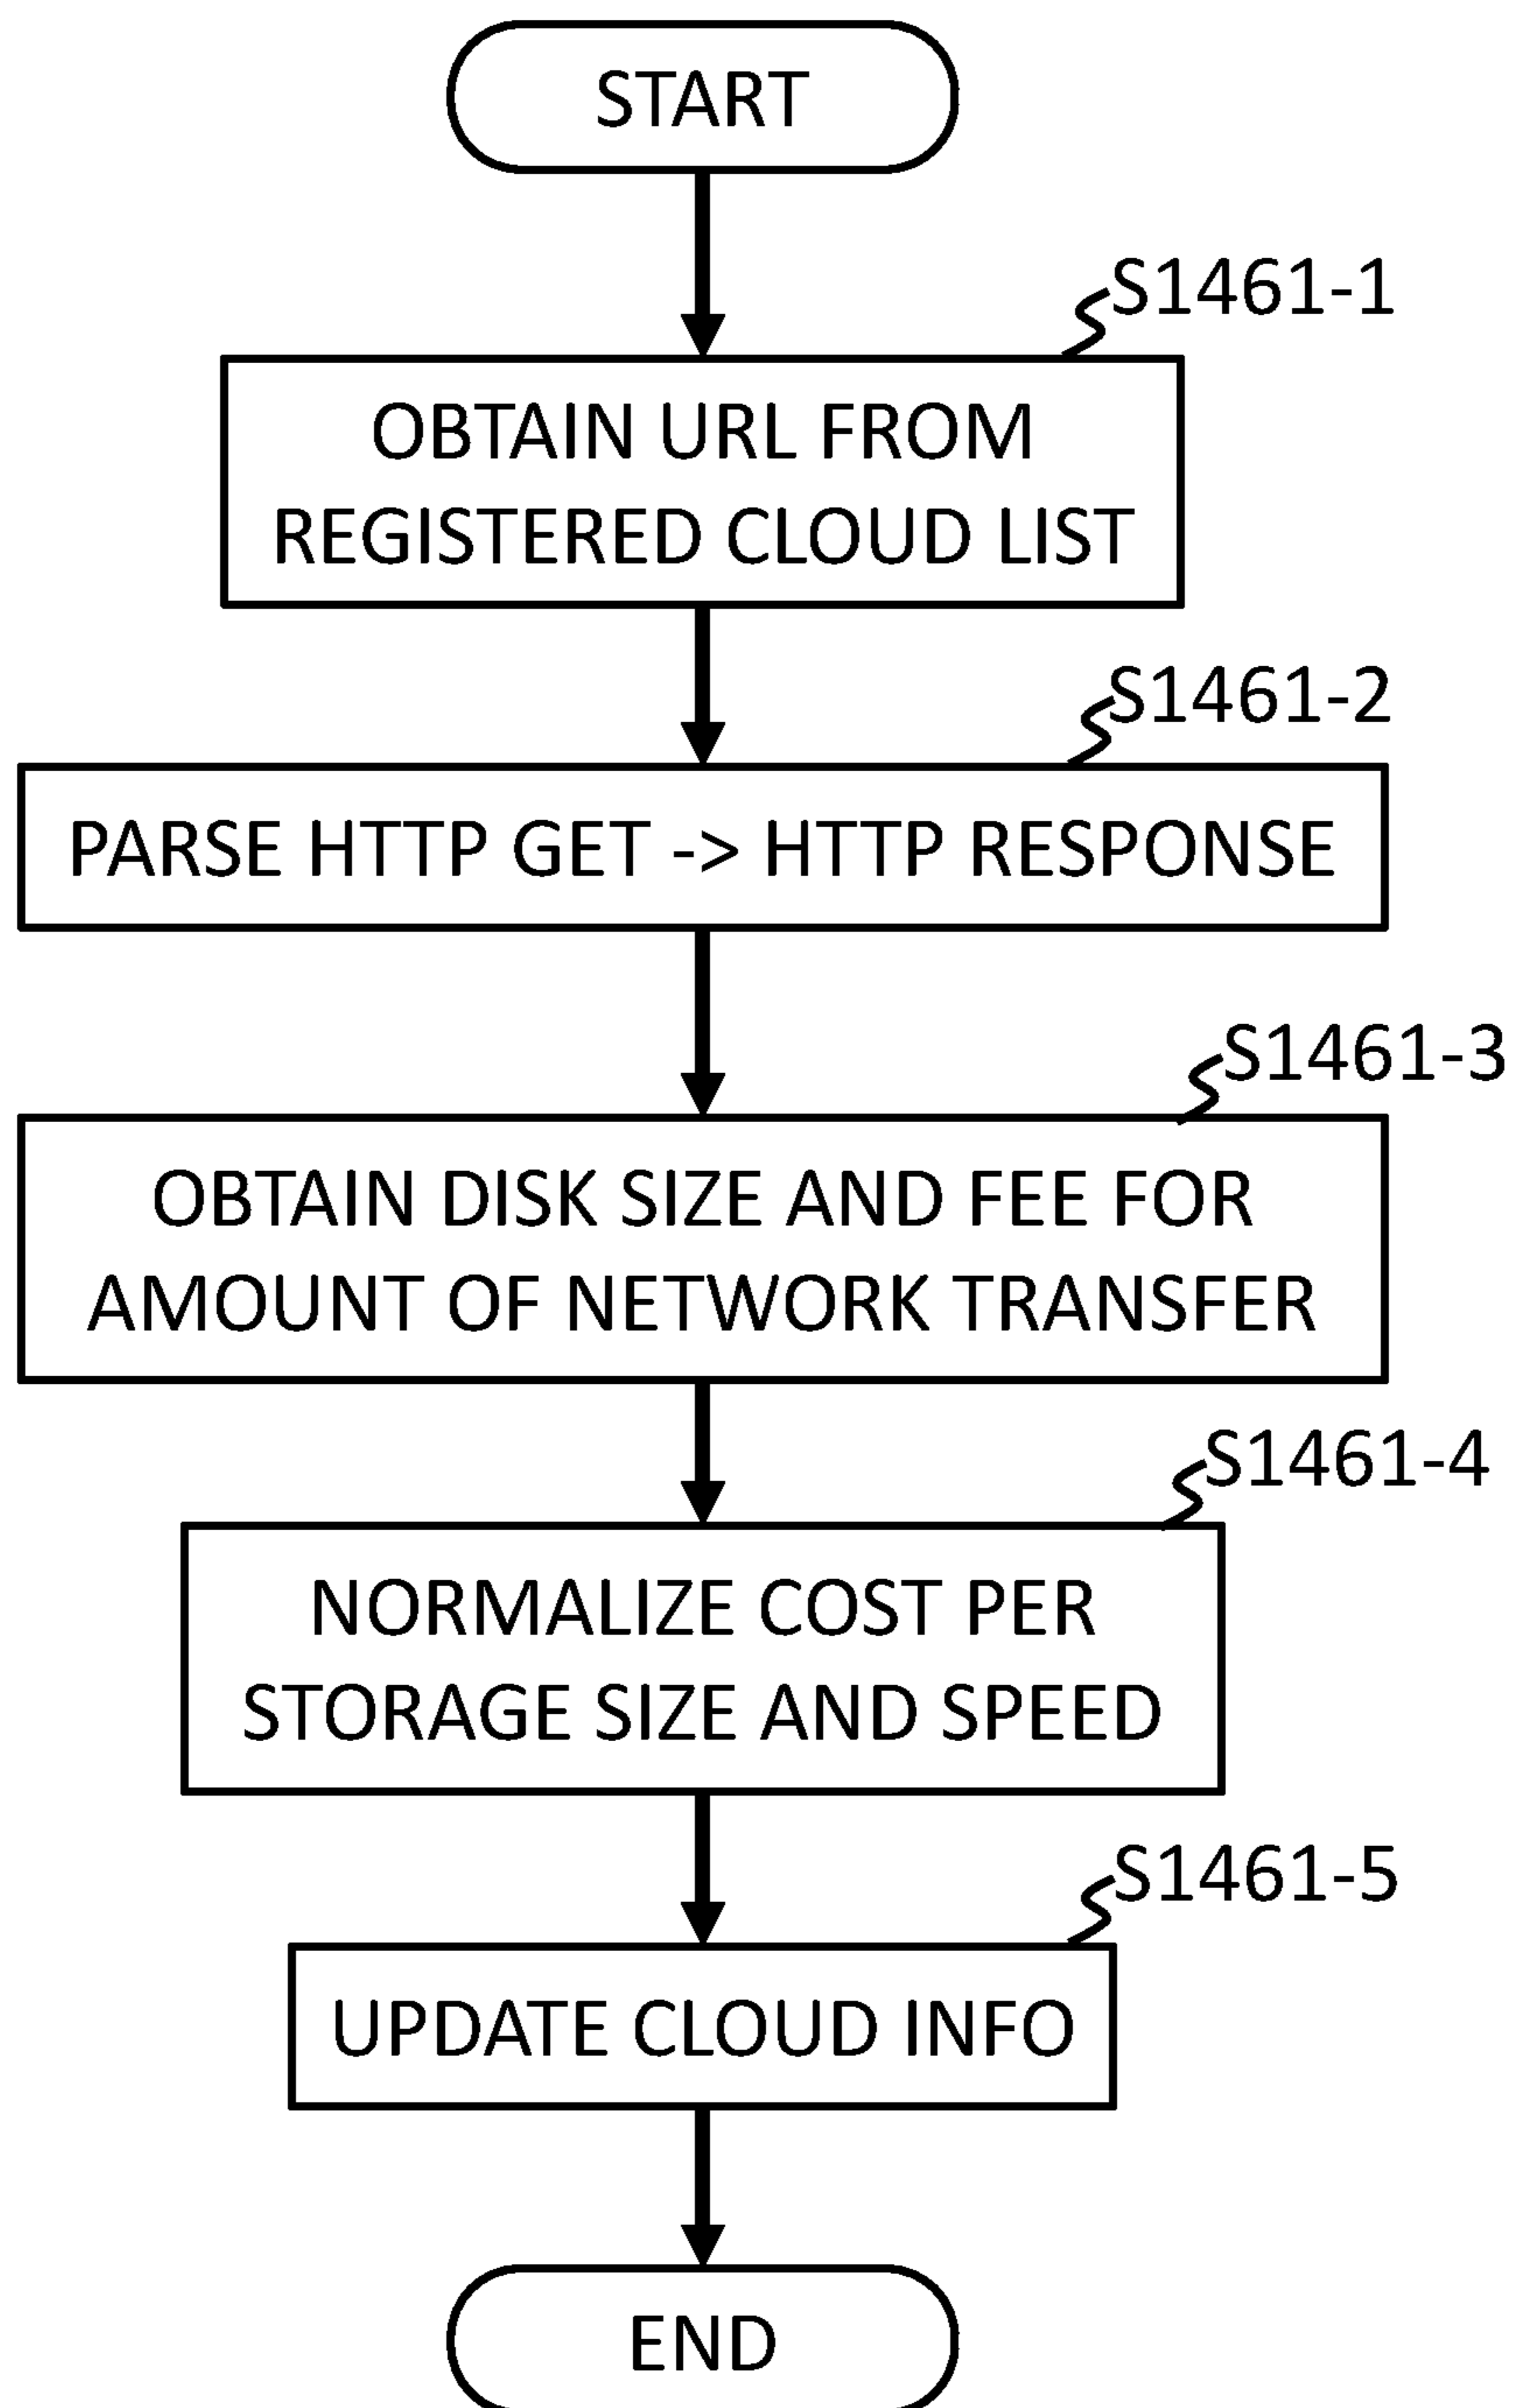 START
S1461-1
OBTAIN URL FROM
REGISTERED CLOUD LIST
S1461-2
PARSE HTTP GET -> HTTP RESPONSE
S1461-3
OBTAIN DISK SIZE AND FEE FOR
AMOUNT OF NETWORK TRANSFER
S1461-4
NORMALIZE COST PER
STORAGE SIZE AND SPEED
S1461-5
UPDATE CLOUD INFO
END